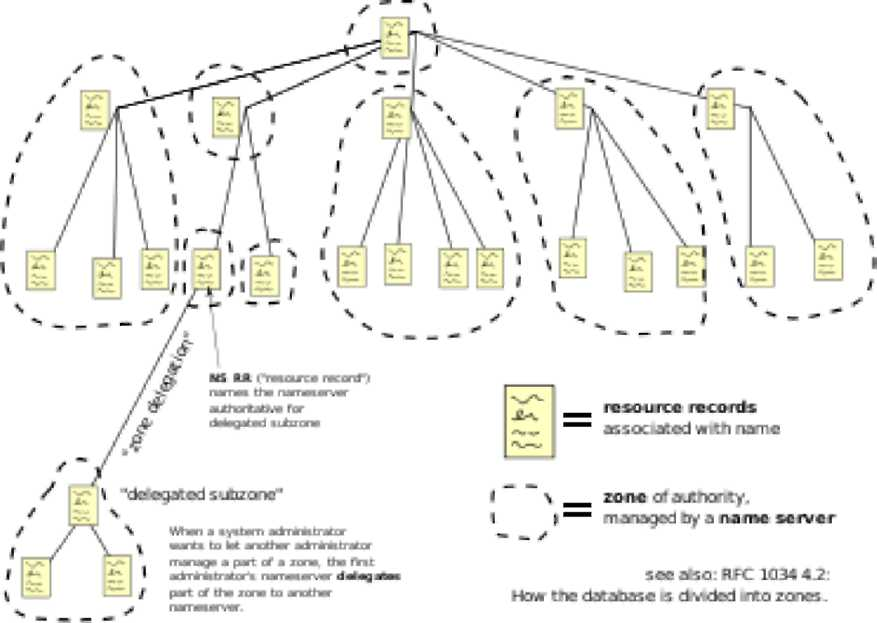 "zone delegation"
NS RR ("resource record")
names the nameserver
authoritative for
delegated subzone
resource records
associated with name
"delegated subzone"
zone of authority,
managed by a name server
When a system administrator
wants to let another administrator
manage a part of a zone, the first
administrator's nameserver delegates
part of the zone to another
nameserver.
see also: RFC 1034 4.2:
How the database is divided into zones.